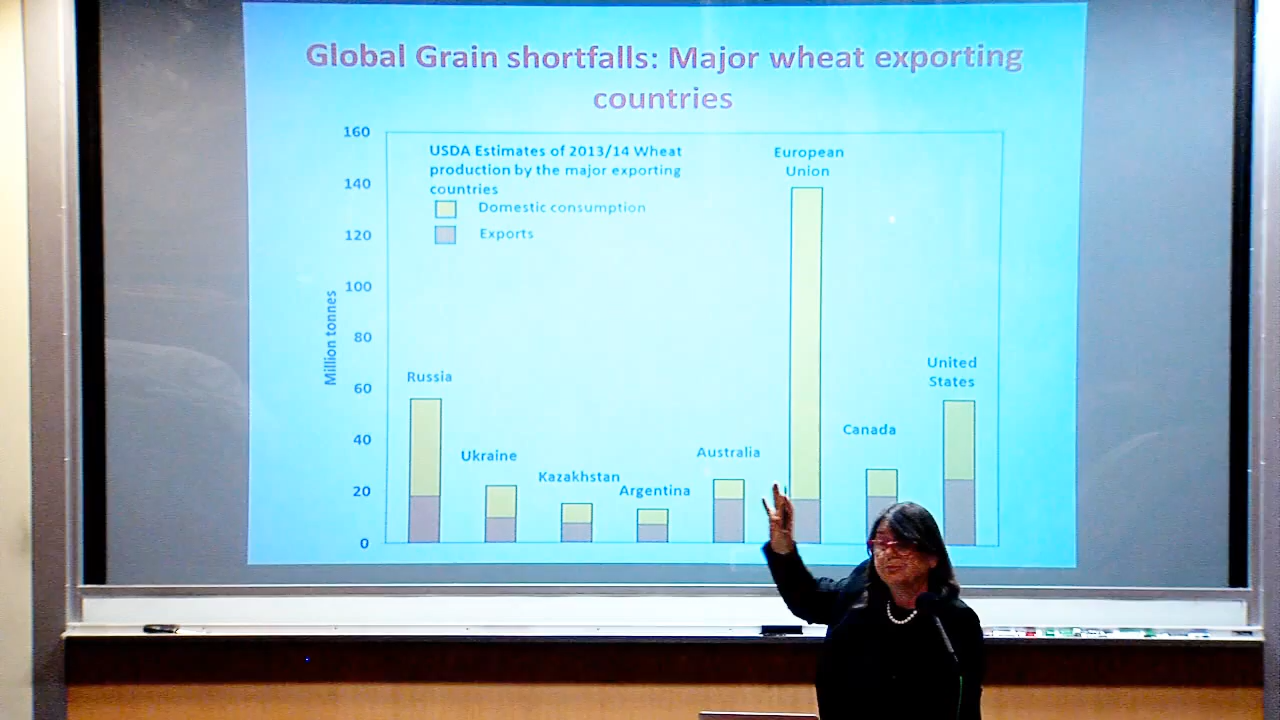 Global Grain shortfalls: Major wheat exporting
countries
160
140
120
100
80
60
40
20
0
Million tonnes
USDA Estimates of 2013/14 Wheat
production by the major exporting
countries
Domestic consumption
Exports
Russia
Ukraine
Kazakhstan
Argentina
Australia
European
Union
Canada
United
States